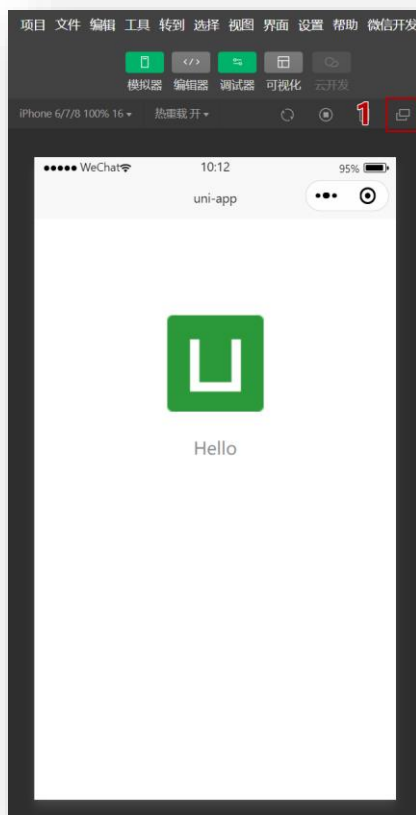 项目 文件 编辑 工具 转到 选择 视图 界面 设置 帮助 微信开发
模拟器 编辑器 调试器 可视化 云开发
iPhone 6/7/8 100% 16 热重载 开
1
WeChat 10:12 95%
uni-app
Hello